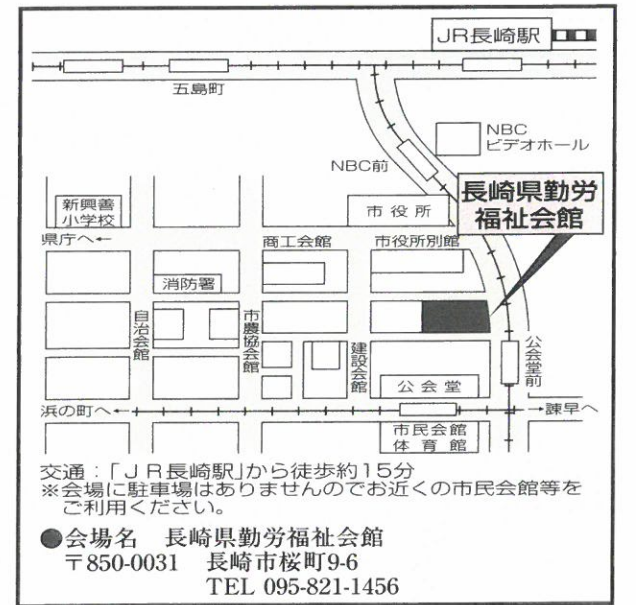 JR長崎駅
五島町
NBC
ビデオホール
NBC前
長崎県勤労
福祉会館
新興善
小学校
市役所
県庁へ←
商工会館
市役所別館
消防署
自治会館
市農協会館
建設会館
公会堂前
公会堂
浜の町へ←
→諫早へ
市民会館
体育館
交通：「JR長崎駅」から徒歩約15分
※会場に駐車場はありませんのでお近くの市民会館等を
ご利用ください。
●会場名　長崎県勤労福祉会館
〒850-0031　長崎市桜町9-6
TEL 095-821-1456